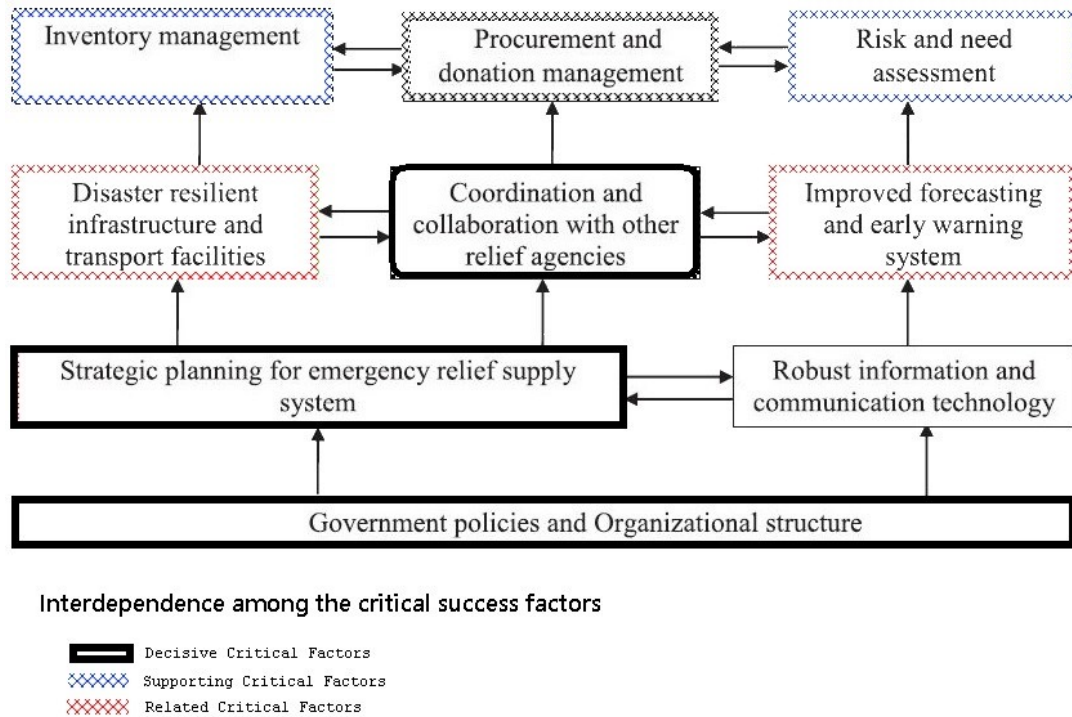 Inventory management
Procurement and
donation management
Risk and need
assessment
Disaster resilient
infrastructure and
transport facilities
Coordination and
collaboration with other
relief agencies
Improved forecasting
and early warning
system
Strategic planning for emergency relief supply
system
Robust information and
communication technology
Government policies and Organizational structure
Interdependence among the critical success factors
Decisive Critical Factors
Supporting Critical Factors
Related Critical Factors